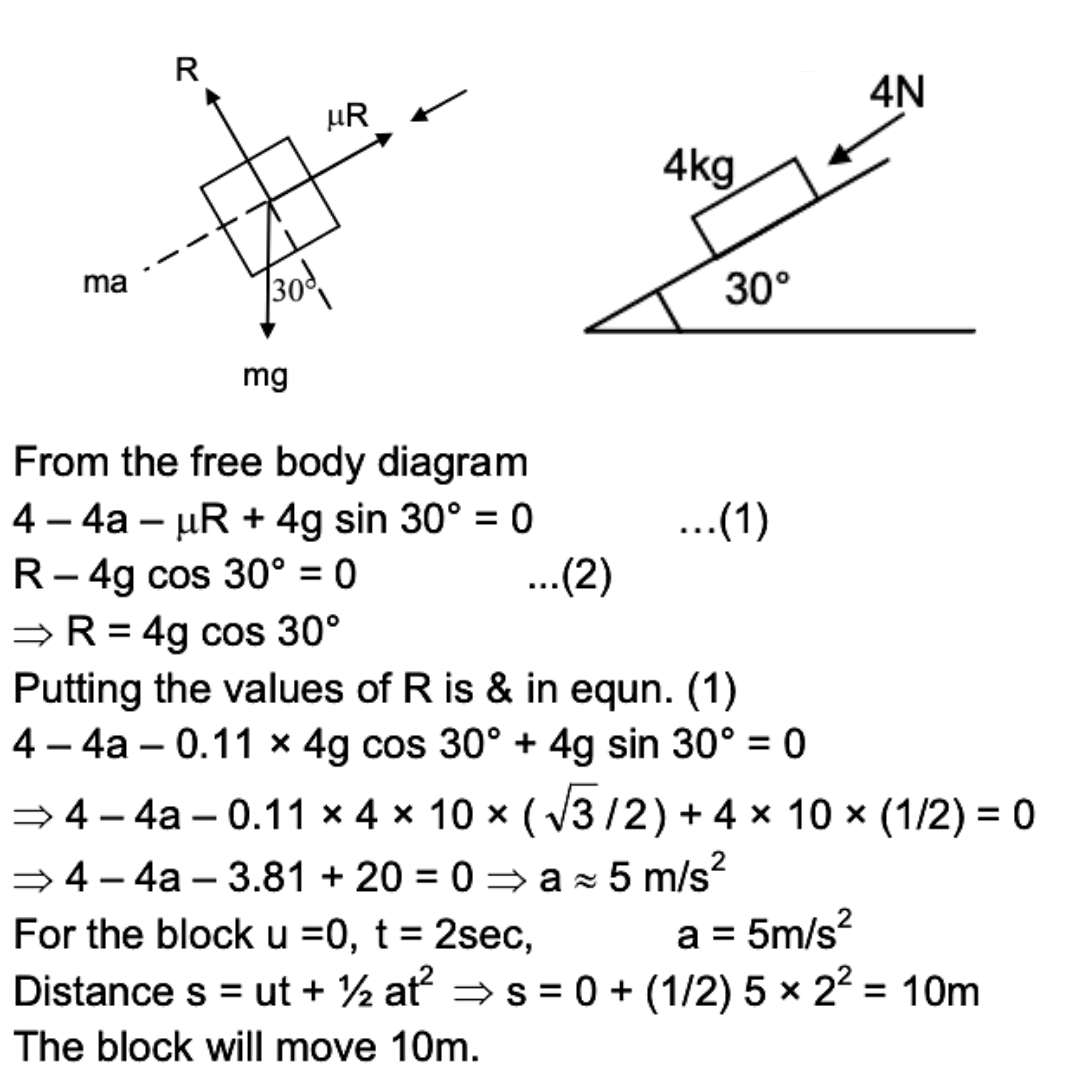 R
μR
ma
30°
mg
4N
4kg
30°
From the free body diagram
4 – 4a – μR + 4g sin 30° = 0 ...(1)
R – 4g cos 30° = 0 ...(2)
⇒ R = 4g cos 30°
Putting the values of R is & in equn. (1)
4 – 4a – 0.11 × 4g cos 30° + 4g sin 30° = 0
⇒ 4 – 4a – 0.11 × 4 × 10 × ( √3 /2) + 4 × 10 × (1/2) = 0
⇒ 4 – 4a – 3.81 + 20 = 0 ⇒ a ≈ 5 m/s²
For the block u =0, t = 2sec, a = 5m/s²
Distance s = ut + ½ at² ⇒ s = 0 + (1/2) 5 × 2² = 10m
The block will move 10m.